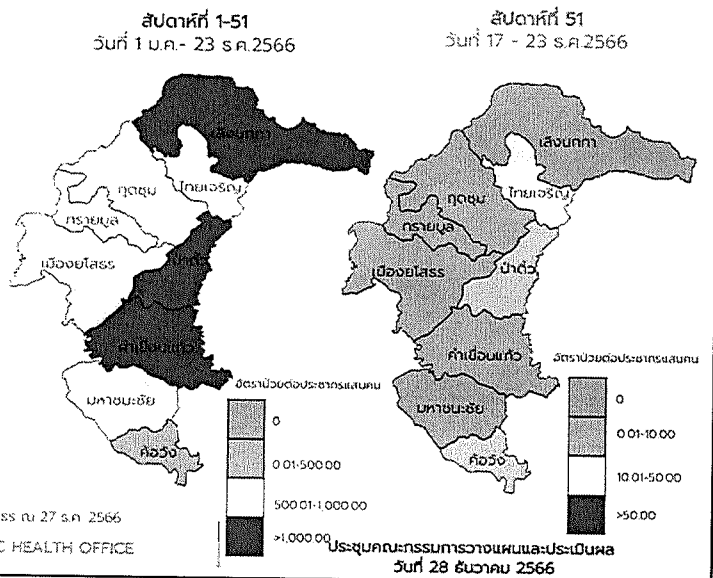 สัปดาห์ที่ 1-51
วันที่ 1 ม.ค.- 23 ธ.ค.2566
เลิงนกทา
กุดชุม
ไทยเจริญ
ทรายมูล
ป่าติ้ว
เมืองยโสธร
คำเขื่อนแก้ว
มหาชนะชัย
ค้อวัง
อัตราป่วยต่อประชากรแสนคน
0
0.01-500.00
500.01-1,000.00
>1,000.00
สัปดาห์ที่ 51
วันที่ 17 - 23 ธ.ค.2566
เลิงนกทา
กุดชุม
ไทยเจริญ
ทรายมูล
ป่าติ้ว
เมืองยโสธร
คำเขื่อนแก้ว
มหาชนะชัย
ค้อวัง
อัตราป่วยต่อประชากรแสนคน
0
0.01-10.00
10.01-50.00
>50.00
ณ 27 ธ.ค. 2566
C HEALTH OFFICE
ประชุมคณะกรรมการวางแผนและประเมินผล
วันที่ 28 ธันวาคม 2566